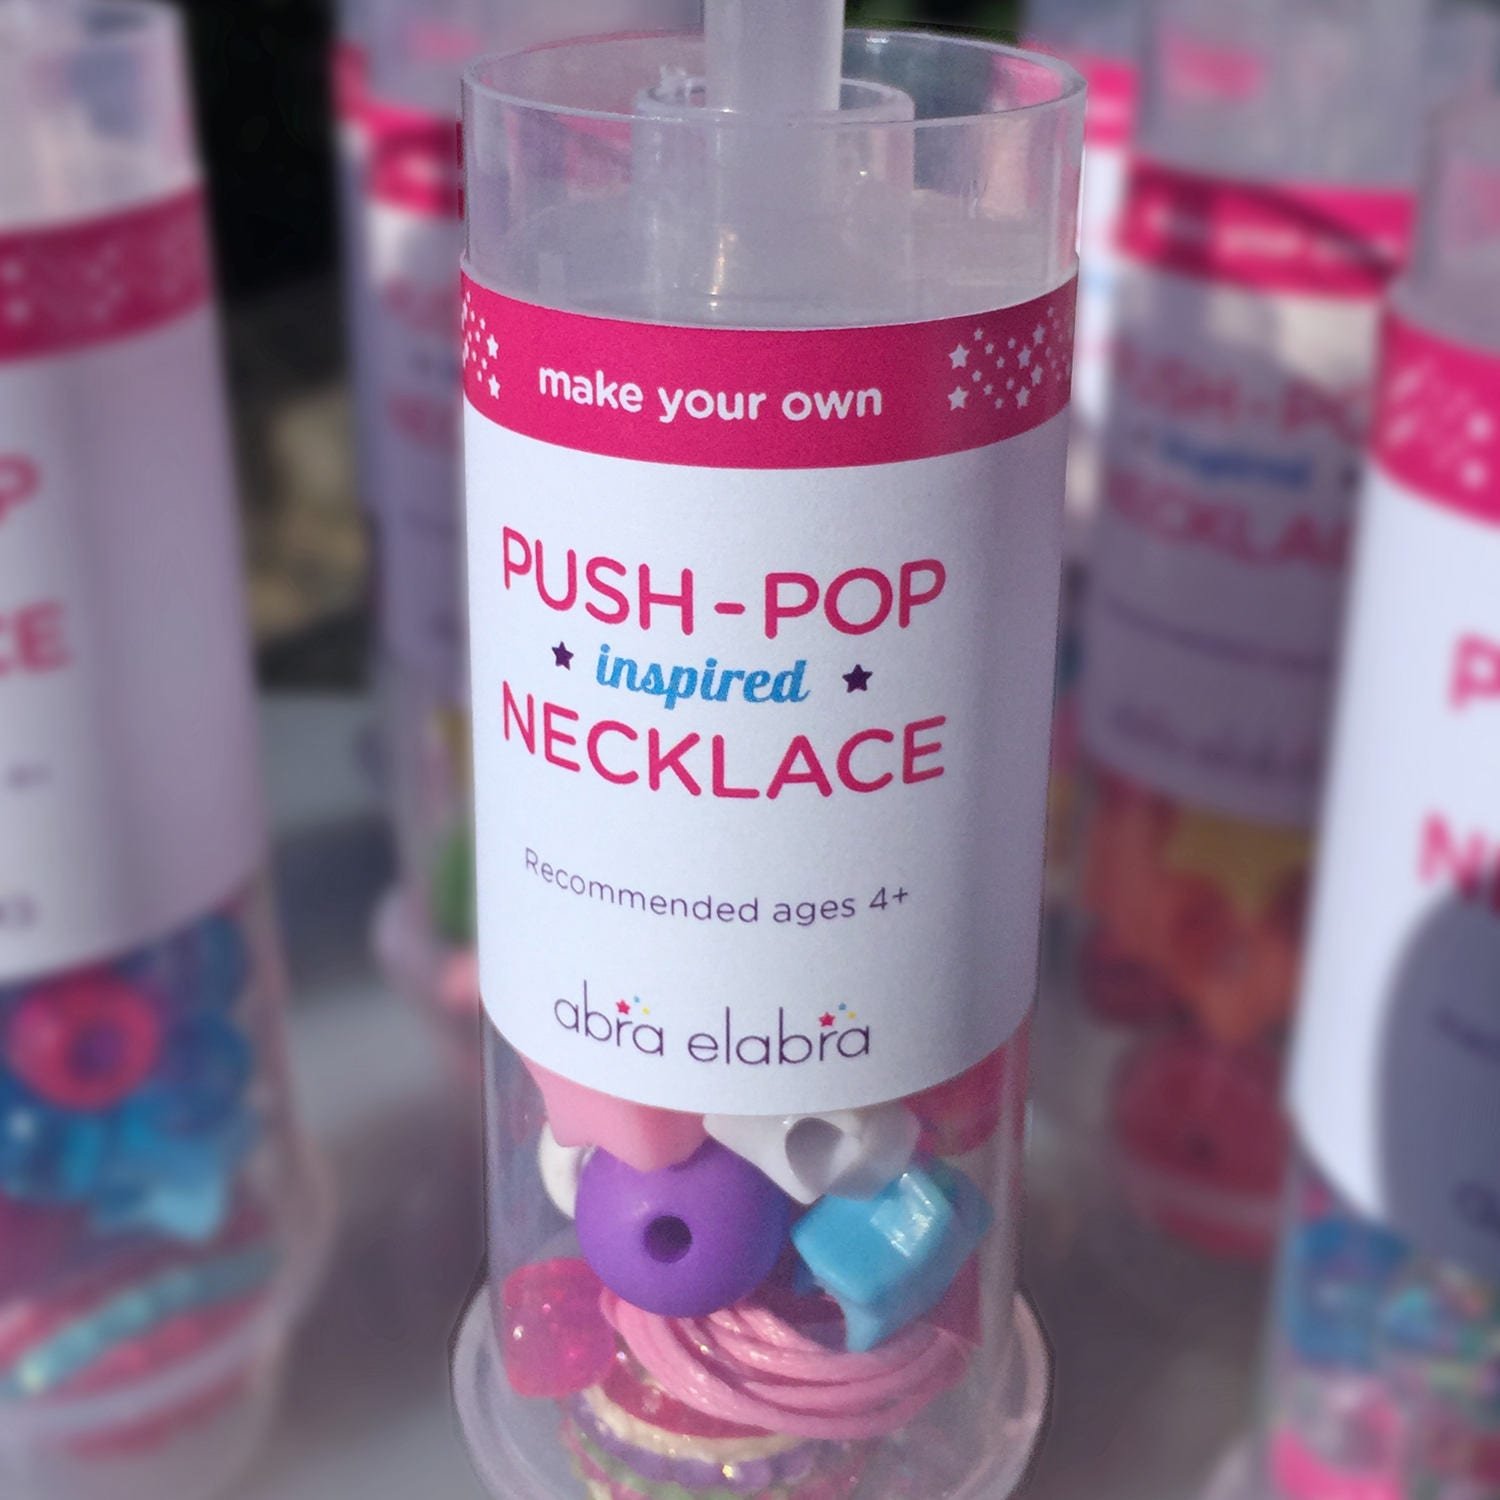 make your own
PUSH-POP
inspired
NECKLACE
Recommended ages 4+
abra elabra